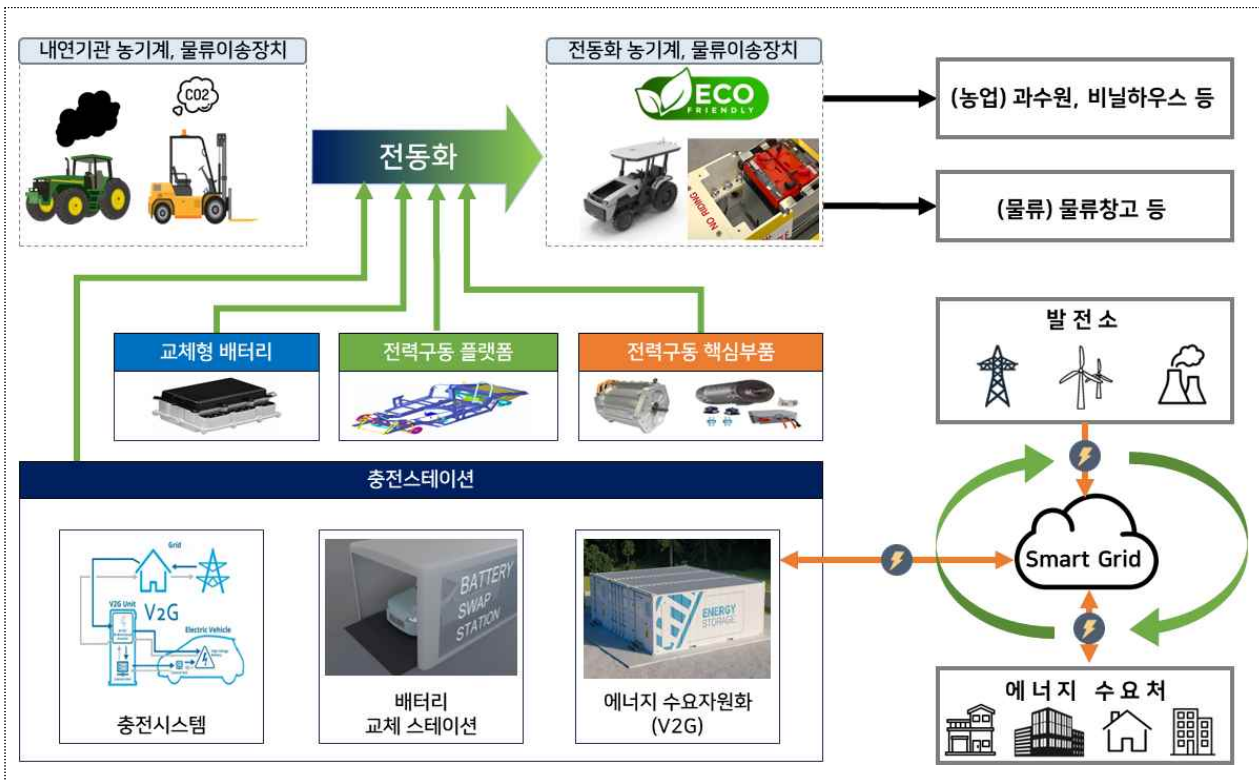 내연기관 농기계, 물류이송장치
CO2
전동화
전동화 농기계, 물류이송장치
ECO
FRIENDLY
NO RIDING
(농업) 과수원, 비닐하우스 등
(물류) 물류창고 등
교체형 배터리
전력구동 플랫폼
전력구동 핵심부품
발전소
충전스테이션
Grid
V2G Unit
V2G
Electric Vehicle
충전시스템
BATTERY
SWAP
STATION
배터리
교체 스테이션
ENERGY
STORAGE
에너지 수요자원화
(V2G)
Smart Grid
에너지 수요처